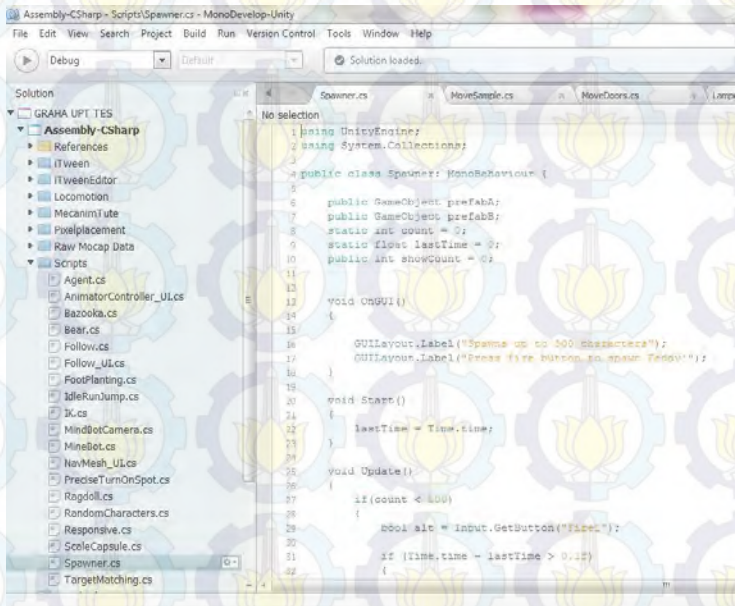 Assembly-CSharp - Scripts\Spawner.cs - MonoDevelop-Unity
File Edit View Search Project Build Run Version Control Tools Window Help
Debug Default Solution loaded.
Solution
GRAHA UPT TES
Assembly-CSharp
References
iTween
iTweenEditor
Locomotion
MecanimTute
Pixelplacement
Raw Mocap Data
Scripts
Agent.cs
AnimatorController_UI.cs
Bazooka.cs
Bear.cs
Follow.cs
Follow_UI.cs
FootPlanting.cs
IdleRunJump.cs
IK.cs
MindBotCamera.cs
MineBot.cs
NavMesh_UI.cs
PreciseTurnOnSpot.cs
Ragdoll.cs
RandomCharacters.cs
Responsive.cs
ScaleCapsule.cs
Spawner.cs
TargetMatching.cs
Spawner.cs MoveSample.cs MoveDoors.cs
No selection
1 using UnityEngine;
2 using System.Collections;
3
4 public class Spawner: MonoBehaviour {
5
6 public GameObject prefabA;
7 public GameObject prefabB;
8 static int count = 0;
9 static float lastTime = 0;
10 public int showCount = 0;
11
12
13 void OnGUI()
14 {
15
16 GUILayout.Label("Spawns up to 500 characters");
17 GUILayout.Label("Press fire button to spawn Teddy!");
18 }
19
20 void Start()
21 {
22 lastTime = Time.time;
23 }
24
25 void Update()
26 {
27 if(count <
28 {
29 bool alt = Input.GetButton("Fire1");
30
31 if (Time.time - lastTime >
32 {